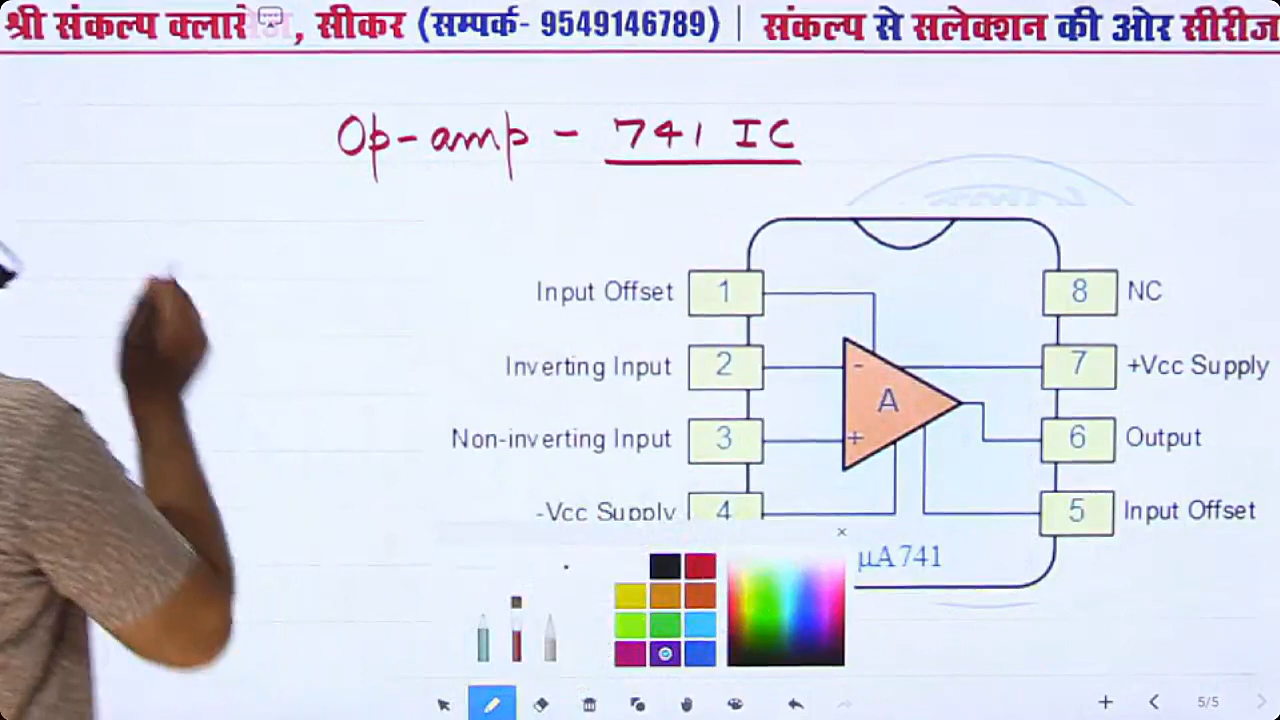 श्री संकल्प क्लासेज, सीकर (सम्पर्क- 9549146789) | संकल्प से सलेक्शन की ओर सीरीज
Op-amp - 741 IC
Input Offset 1
8 NC
Inverting Input 2
-
7 +Vcc Supply
A
Non-inverting Input 3
+
6 Output
-Vcc Supply 4
5 Input Offset
μA741
5/5